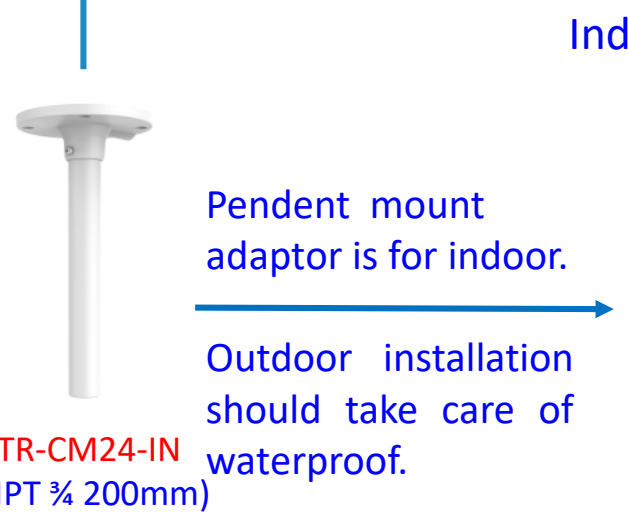 Ind
Pendent mount
adaptor is for indoor.
Outdoor installation
should take care of
waterproof.
TR-CM24-IN
IPT ¾ 200mm)